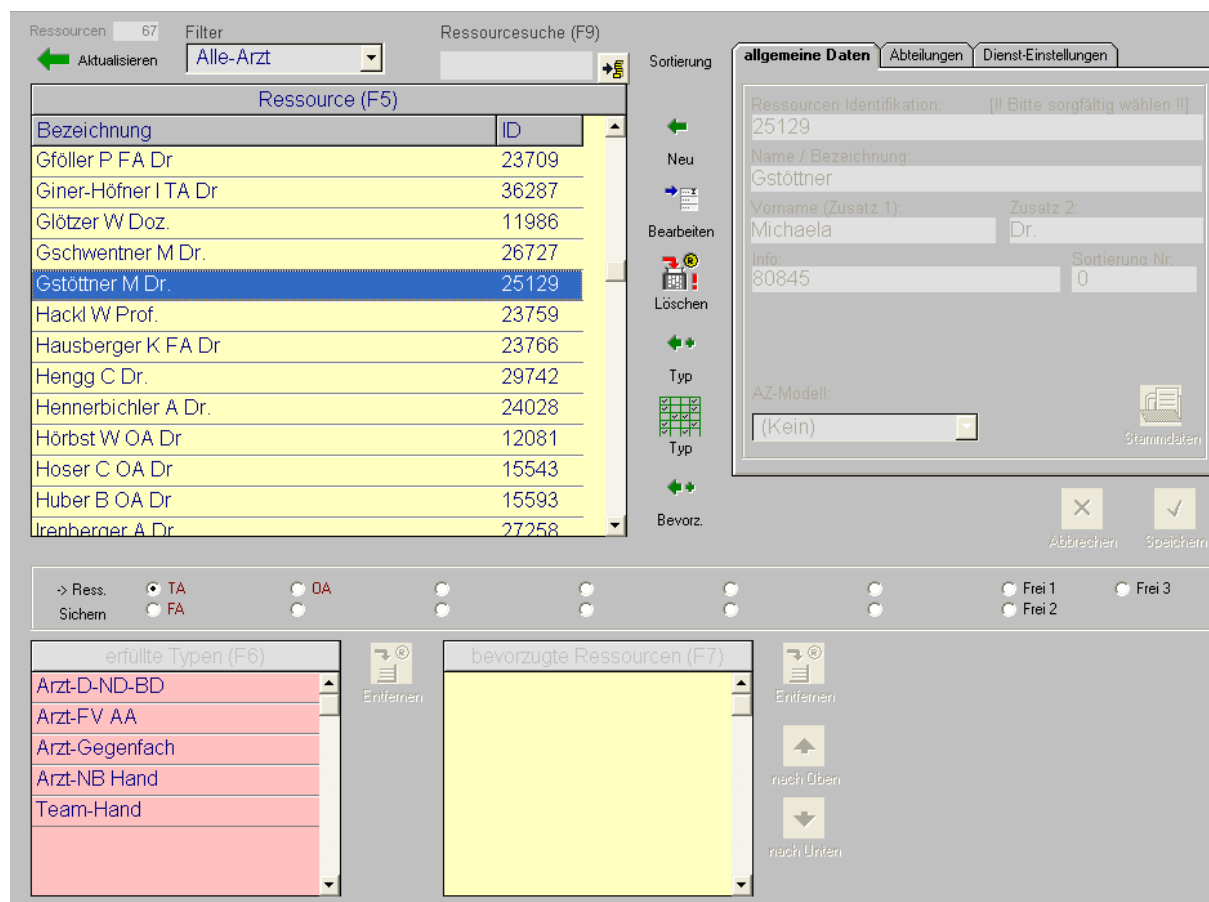 Ressourcen 67 Filter Ressourcesuche (F9)
Aktualisieren Alle-Arzt Sortierung
allgemeine Daten Abteilungen Dienst-Einstellungen
Ressource (F5)
Bezeichnung ID
Gföller P FA Dr 23709
Giner-Höfner I TA Dr 36287
Glötzer W Doz. 11986
Gschwentner M Dr. 26727
Gstöttner M Dr. 25129
Hackl W Prof. 23759
Hausberger K FA Dr 23766
Hengg C Dr. 29742
Hennerbichler A Dr. 24028
Hörbst W OA Dr 12081
Hoser C OA Dr 15543
Huber B OA Dr 15593
Irenberger A Dr 27258
Neu
Bearbeiten
Löschen
Typ
Typ
Bevorz.
Ressourcen Identifikation: [!! Bitte sorgfältig wählen !!]
25129
Name / Bezeichnung:
Gstöttner
Vorname (Zusatz 1): Zusatz 2:
Michaela Dr.
Info: Sortierung Nr:
80845 0
AZ-Modell:
(Kein)
Stammdaten
Abbrechen Speichern
-> Ress. TA OA Frei 1 Frei 3
Sichern FA Frei 2
erfüllte Typen (F6)
Arzt-D-ND-BD
Arzt-FV AA
Arzt-Gegenfach
Arzt-NB Hand
Team-Hand
Entfernen
bevorzugte Ressourcen (F7)
Entfernen
nach Oben
nach Unten